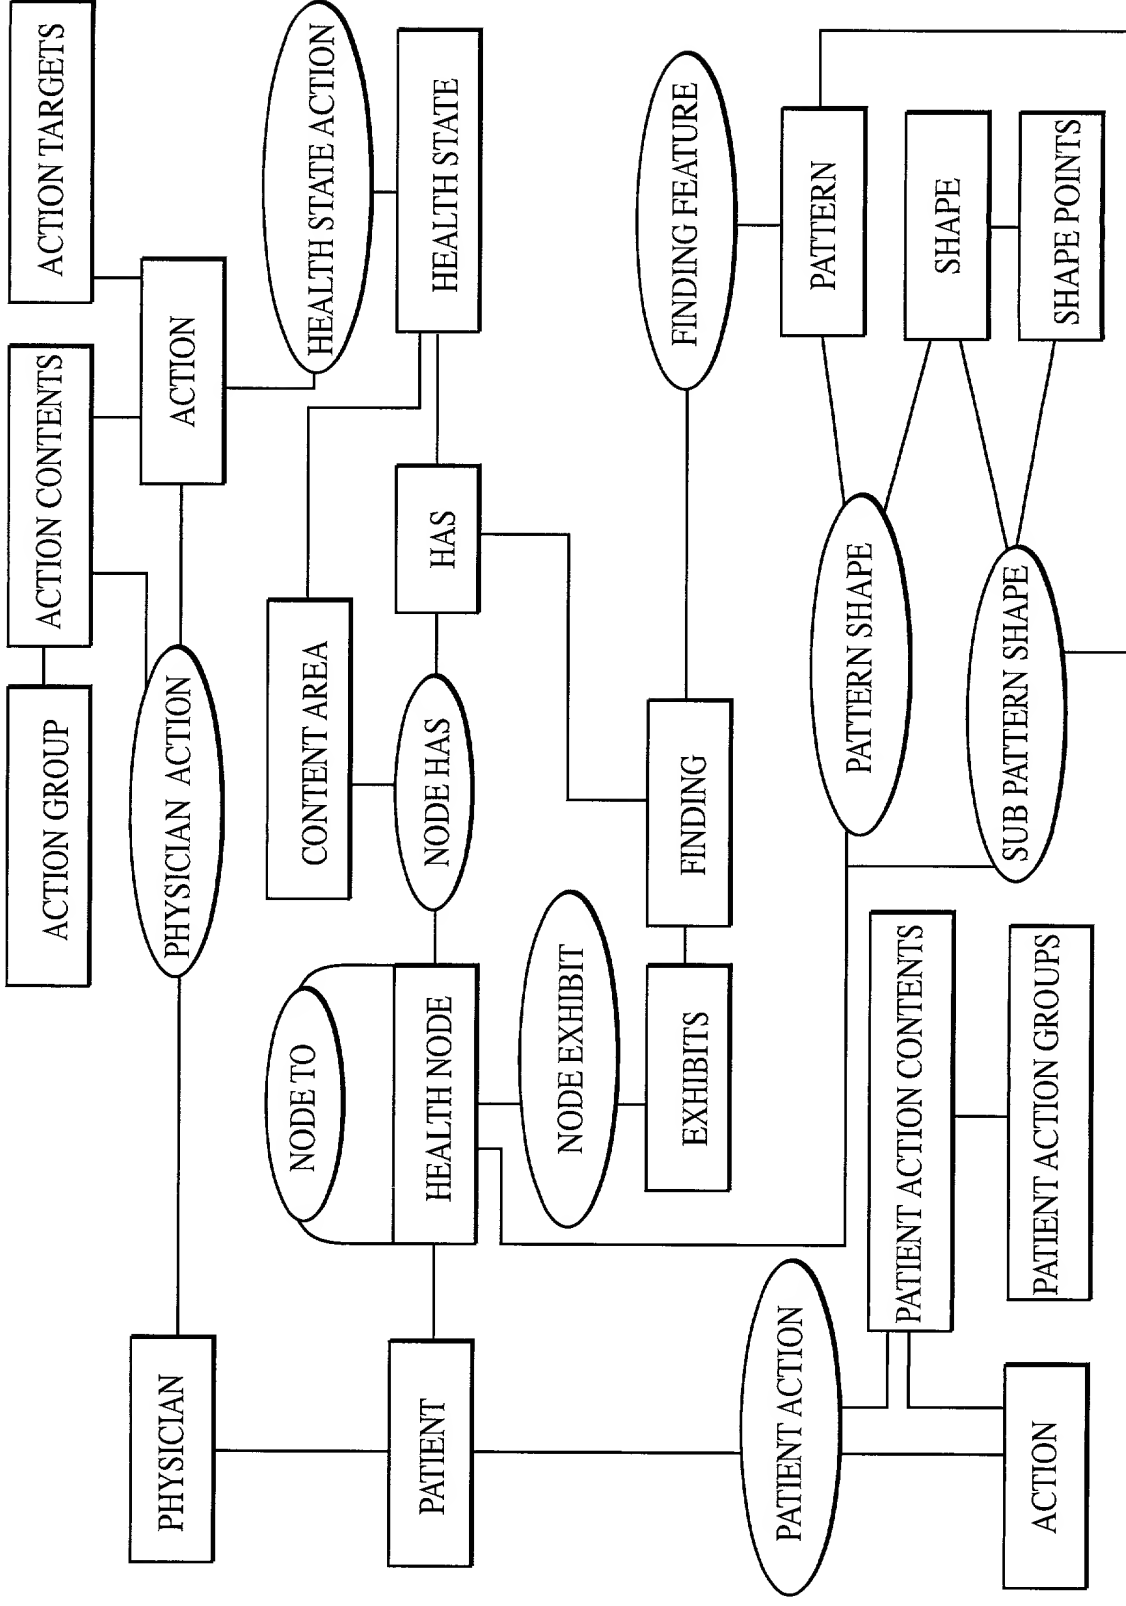 ACTION GROUP
ACTION CONTENTS
ACTION TARGETS
PHYSICIAN
PHYSICIAN ACTION
ACTION
NODE TO
CONTENT AREA
HEALTH STATE ACTION
PATIENT
HEALTH NODE
NODE HAS
HAS
HEALTH STATE
NODE EXHIBIT
EXHIBITS
FINDING
FINDING FEATURE
PATIENT ACTION
PATTERN
PATTERN SHAPE
PATIENT ACTION CONTENTS
SHAPE
SUB PATTERN SHAPE
ACTION
PATIENT ACTION GROUPS
SHAPE POINTS